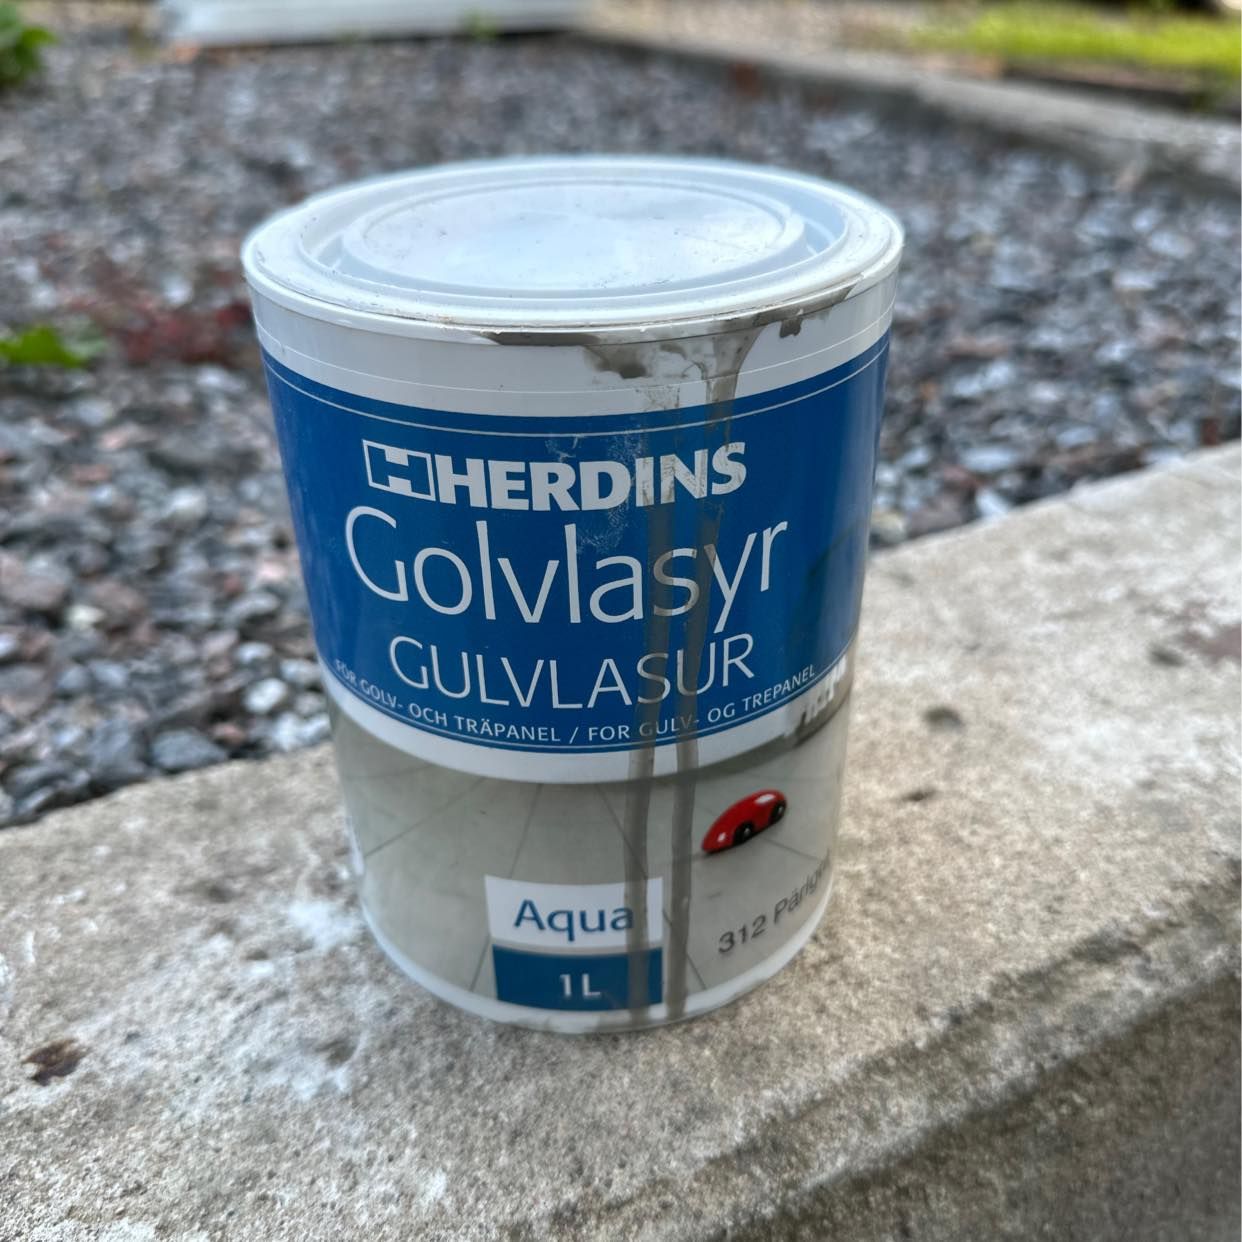 HERDINS
Golvlasyr
GULVLASUR
FÖR GOLV- OCH TRÄPANEL / FOR GULV- OG TREPANEL
Aqua
1L
312